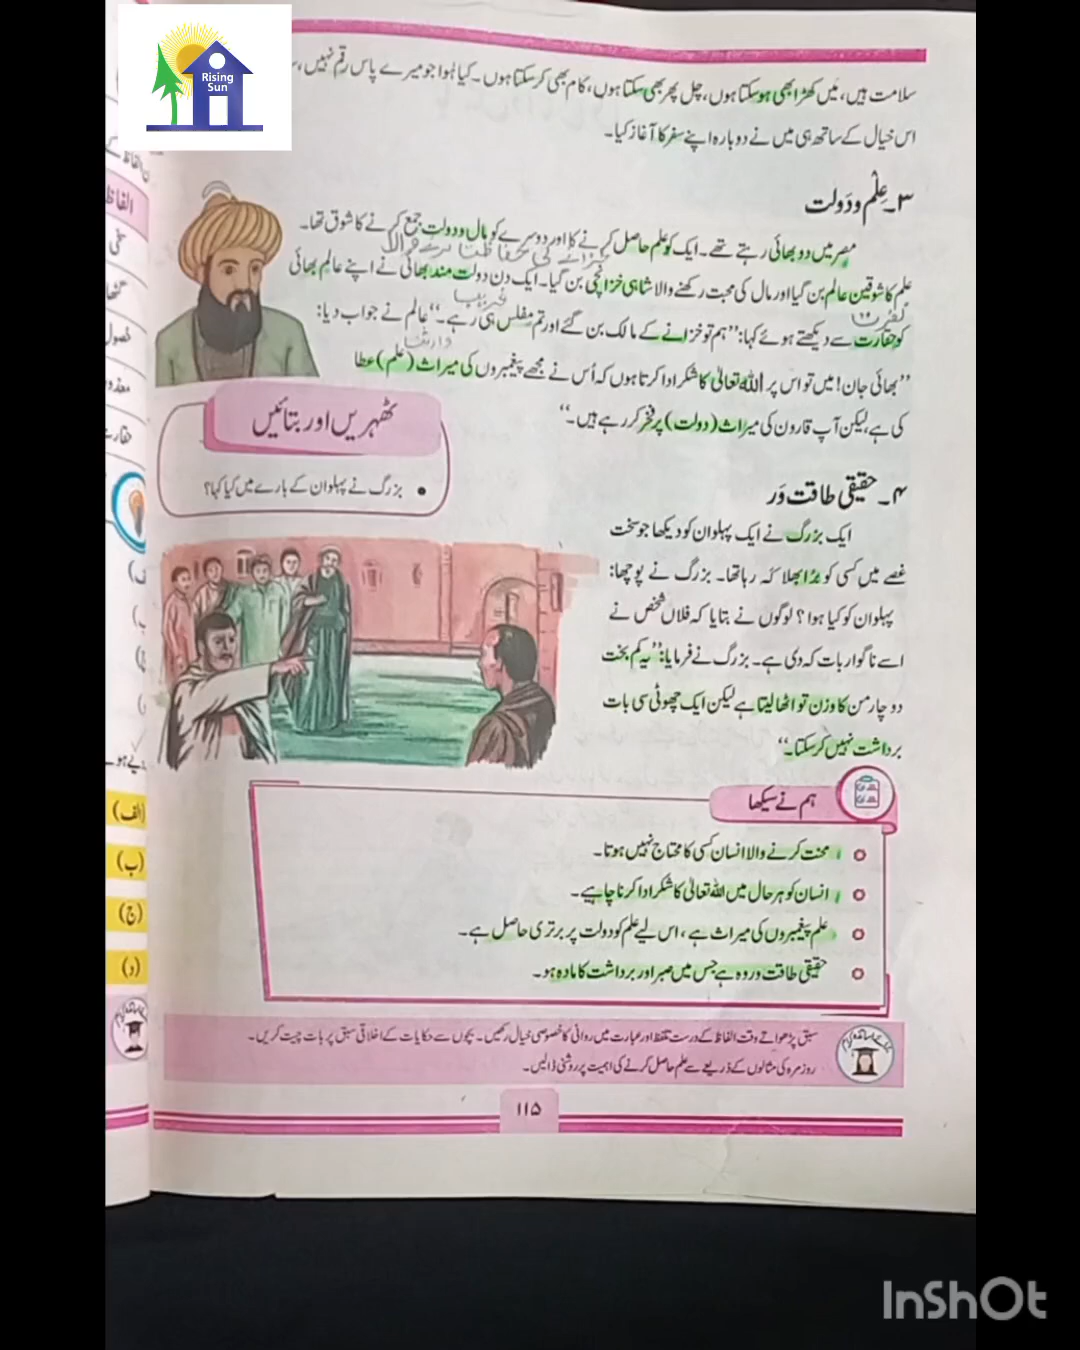 Rising
Sun
سلامت ہیں، میں کھڑا بھی ہو سکتا ہوں، چل پھر بھی سکتا ہوں، کام بھی کر سکتا ہوں۔ کیا ہُوا جو میرے پاس رقم نہیں،
اس خیال کے ساتھ ہی میں نے دوبارہ اپنے سفر کا آغاز کیا۔
۳۔ عِلم و دَولت
مصر میں دو بھائی رہتے تھے۔ ایک کو علم حاصل کرنے کا اور دوسرے کو مال و دولت جمع کرنے کا شوق تھا۔
خزانے کی حفاظت کرنے والا
علم کا شوقین عالم بن گیا اور مال کی محبت رکھنے والا شاہی خزانچی بن گیا۔ ایک دن دولت مند بھائی نے اپنے عالم بھائی
نفرت
غریب
کو حقارت سے دیکھتے ہوئے کہا: ”ہم تو خزانے کے مالک بن گئے اور تم مفلس ہی رہے۔“ عالم نے جواب دیا:
”بھائی جان! میں تو اس پر اللہ تعالیٰ کا شکر ادا کرتا ہوں کہ اُس نے مجھے پیغمبروں کی میراث (علم) عطا
کی ہے، لیکن آپ قارون کی میراث (دولت) پر فخر کر رہے ہیں۔“
ٹھہریں اور بتائیں
بزرگ نے پہلوان کے بارے میں کیا کہا؟
۴۔ حقیقی طاقت وَر
ایک بزرگ نے ایک پہلوان کو دیکھا جو سخت
غصے میں کسی کو بُرا بھلا کَہ رہا تھا۔ بزرگ نے پوچھا:
پہلوان کو کیا ہوا؟ لوگوں نے بتایا کہ فلاں شخص نے
اسے ناگوار بات کہ دی ہے۔ بزرگ نے فرمایا: ”یہ کم بخت
دو چار من کا وزن تو اٹھا لیتا ہے لیکن ایک چھوٹی سی بات
برداشت نہیں کر سکتا۔“
ہم نے سیکھا
محنت کرنے والا انسان کسی کا محتاج نہیں ہوتا۔
انسان کو ہر حال میں اللہ تعالیٰ کا شکر ادا کرنا چاہیے۔
علم پیغمبروں کی میراث ہے، اس لیے علم کو دولت پر برتری حاصل ہے۔
حقیقی طاقت ور وہ ہے جس میں صبر اور برداشت کا مادہ ہو۔
سبق پڑھواتے وقت الفاظ کے درست تلفظ اور عبارت میں روانی کا خصوصی خیال رکھیں۔ بچوں سے حکایات کے اخلاقی سبق پر بات چیت کریں۔
روزمرہ کی مثالوں کے ذریعے سے علم حاصل کرنے کی اہمیت پر روشنی ڈالیں۔
۱۱۵
(الف)
(ب)
(ج)
(د)
InShOt